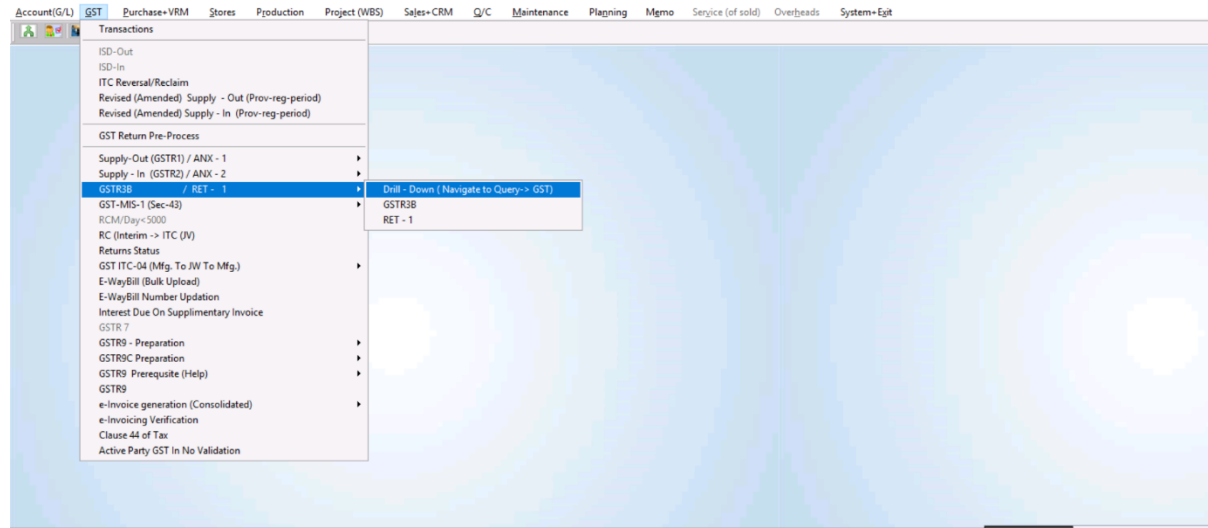 Account(G/L) GST Purchase+VRM Stores Production Project (WBS) Sales+CRM Q/C Maintenance Planning Memo Service (of sold) Overheads System+Exit
Transactions
ISD-Out
ISD-In
ITC Reversal/Reclaim
Revised (Amended) Supply - Out (Prov-reg-period)
Revised (Amended) Supply - In (Prov-reg-period)
GST Return Pre-Process
Supply-Out (GSTR1) / ANX - 1
Supply - In (GSTR2) / ANX - 2
GSTR3B / RET - 1
Drill - Down ( Navigate to Query-> GST)
GSTR3B
RET - 1
GST-MIS-1 (Sec-43)
RCM/Day<5000
RC (Interim -> ITC (JV)
Returns Status
GST ITC-04 (Mfg. To JW To Mfg.)
E-WayBill (Bulk Upload)
E-WayBill Number Updation
Interest Due On Supplimentary Invoice
GSTR 7
GSTR9 - Preparation
GSTR9C Preparation
GSTR9 Prerequsite (Help)
GSTR9
e-Invoice generation (Consolidated)
e-Invoicing Verification
Clause 44 of Tax
Active Party GST In No Validation